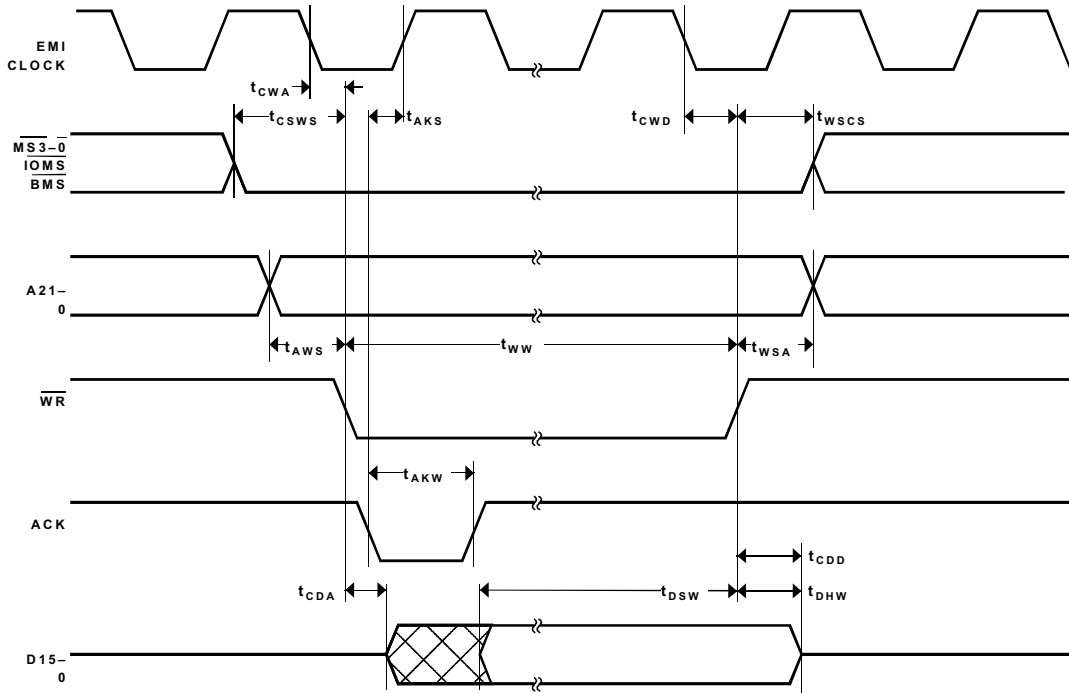 EMI
CLOCK
tCWA
tCSWS
tAKS
tCWD
tWSCS
MS3–0
IOMS
BMS
A21–
0
tAWS
tWW
tWSA
WR
tAKW
ACK
tCDD
tCDA
tDSW
tDHW
D15–
0